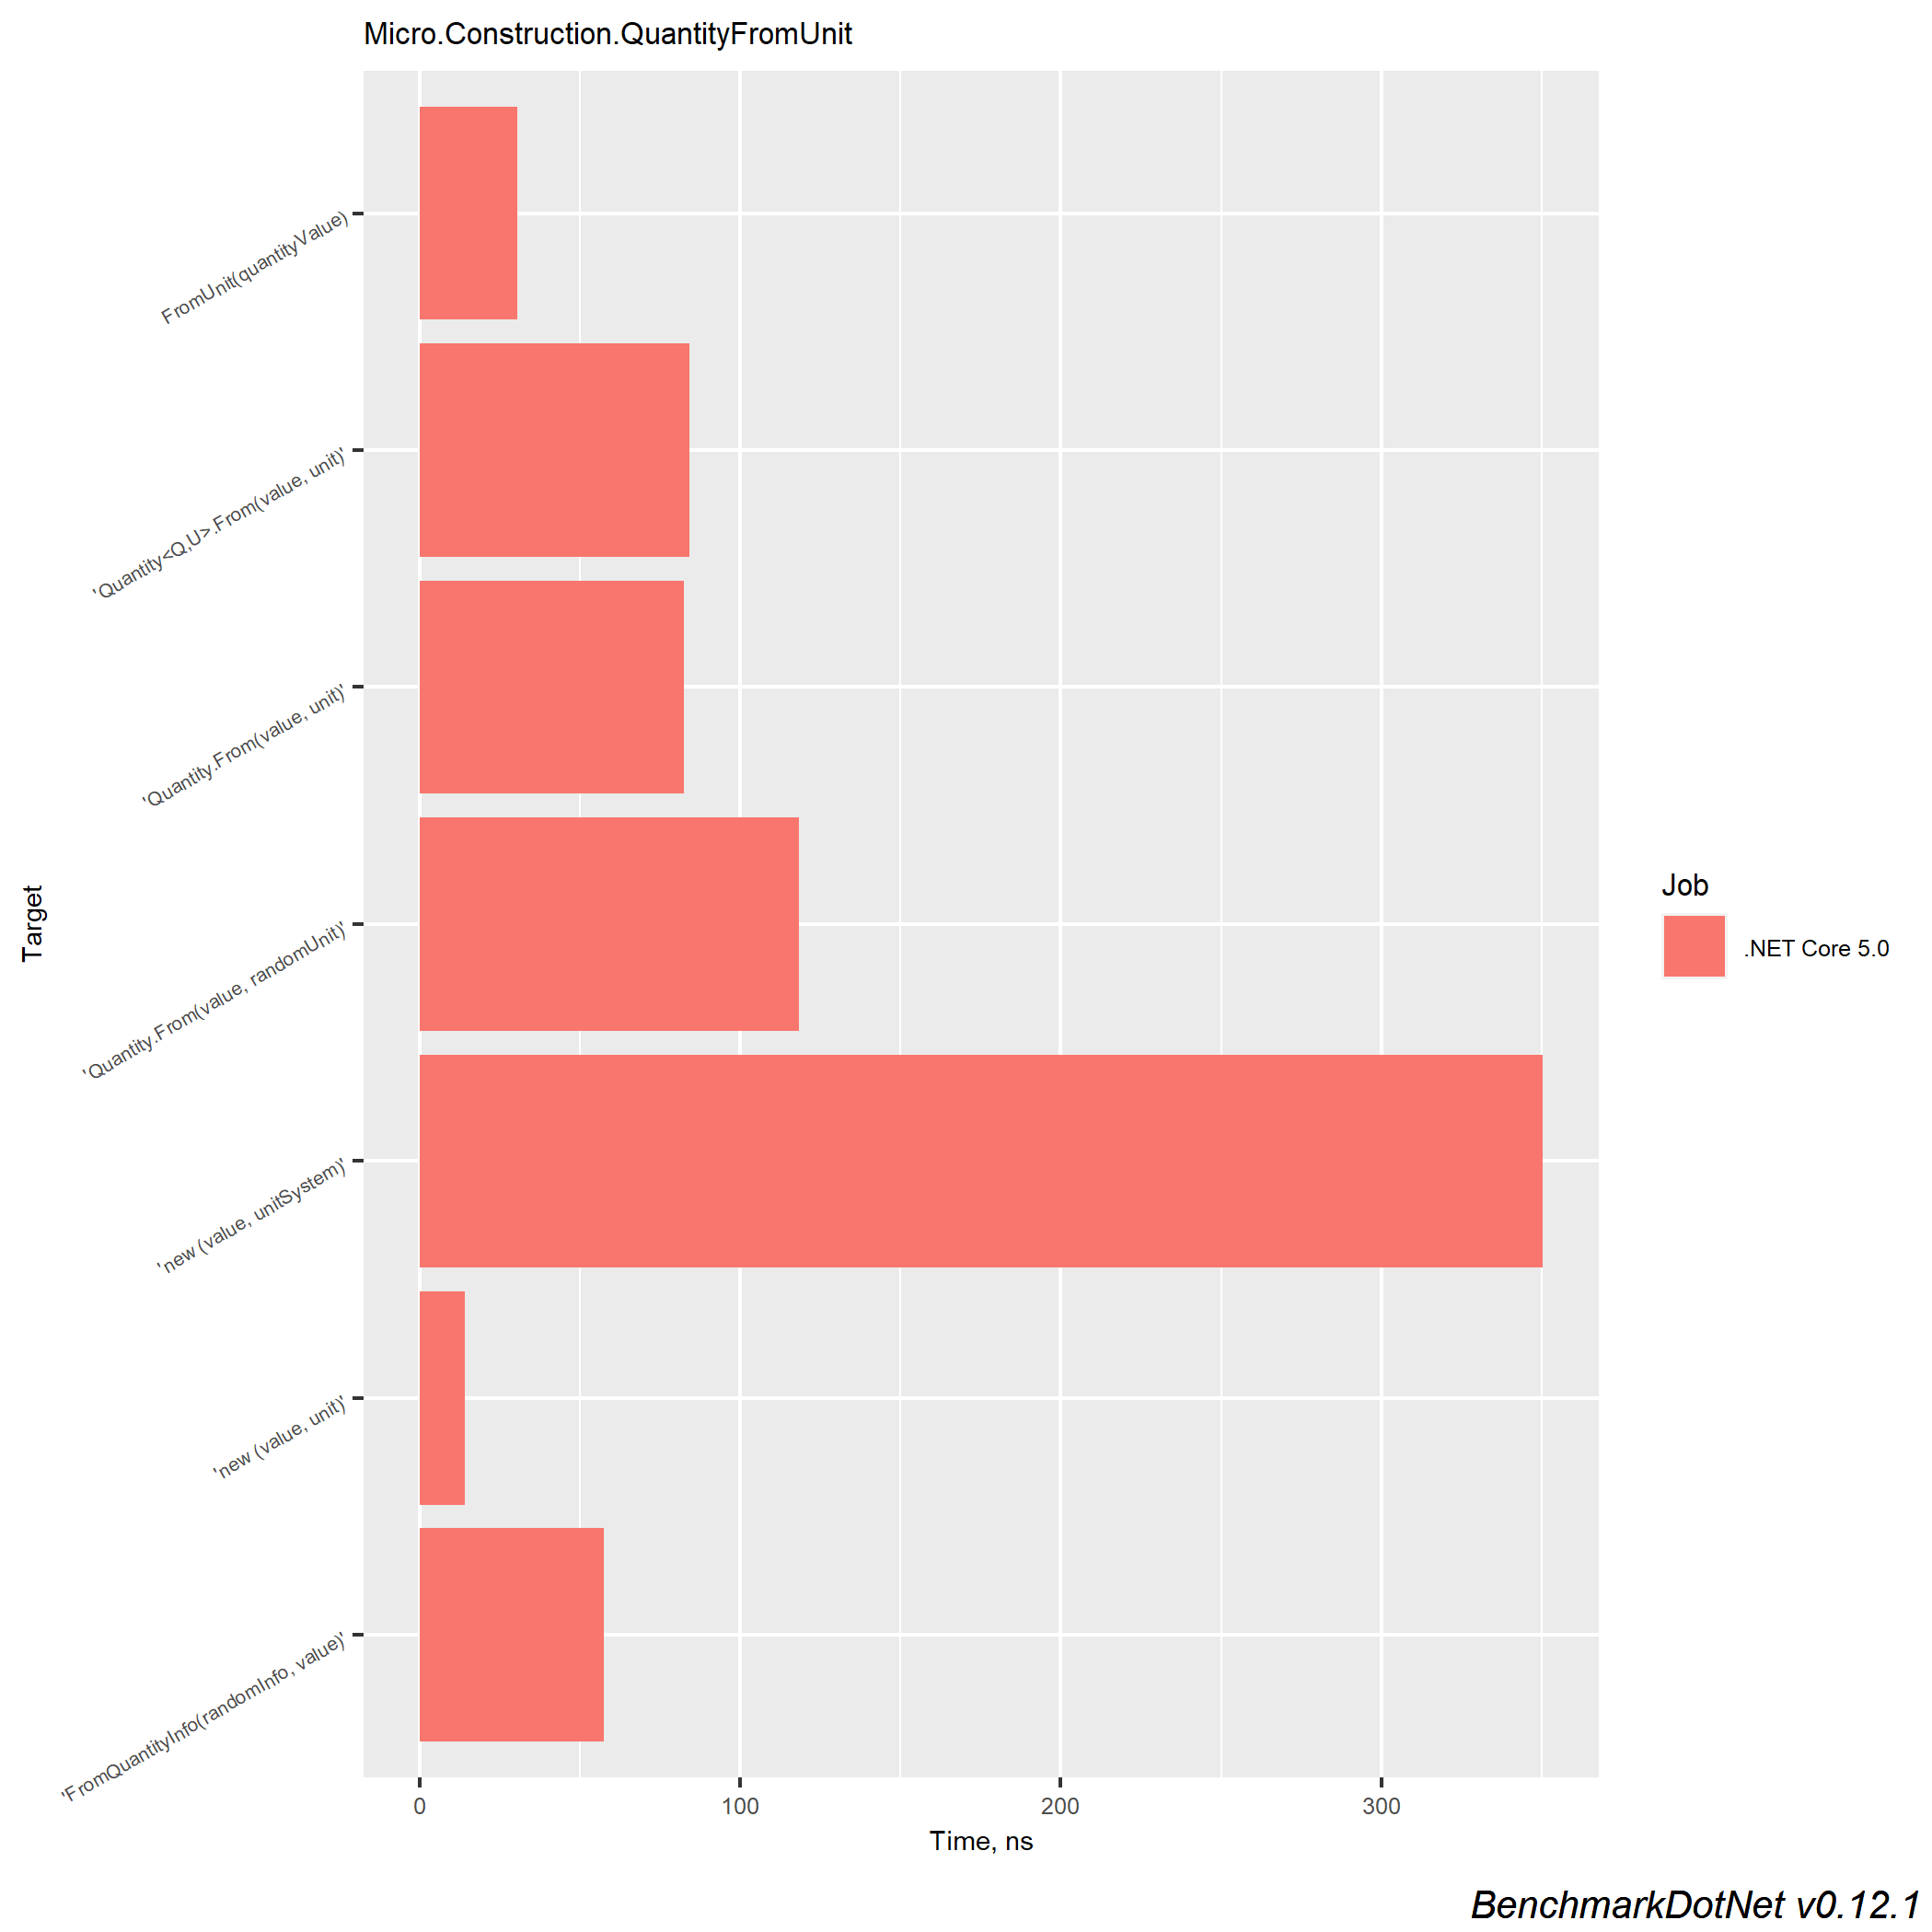 Micro.Construction.QuantityFromUnit
FromUnit(quantityValue)
'Quantity<Q,U>.From(value, unit)'
'Quantity.From(value, unit)'
'Quantity.From(value, randomUnit)'
'new (value, unitSystem)'
'new (value, unit)'
'FromQuantityInfo(randomInfo, value)'
Target
0 100 200 300
Time, ns
Job
.NET Core 5.0
BenchmarkDotNet v0.12.1